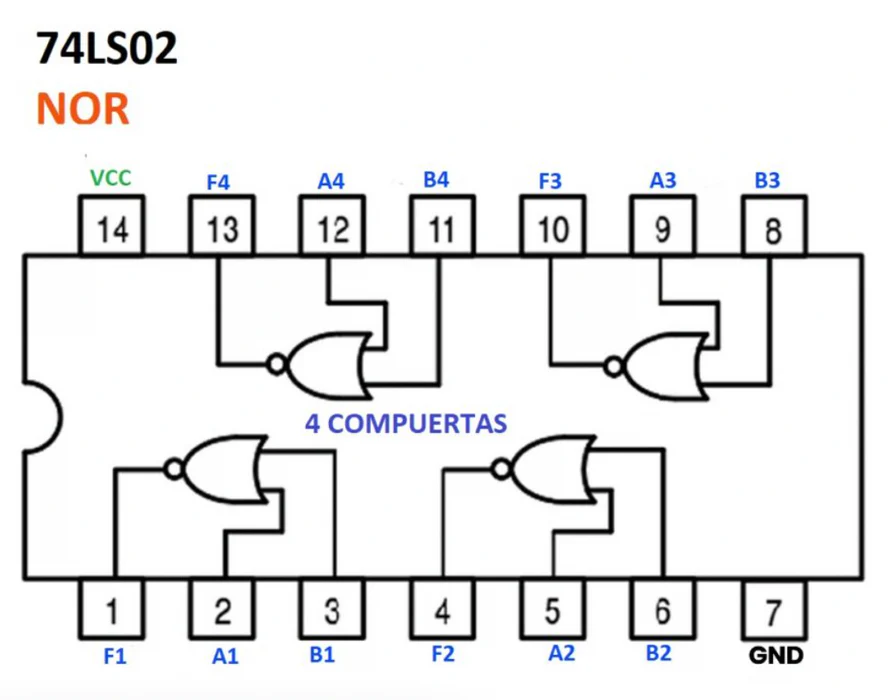 74LS02
NOR
VCC F4 A4 B4 F3 A3 B3
14 13 12 11 10 9 8
4 COMPUERTAS
1 2 3 4 5 6 7
F1 A1 B1 F2 A2 B2 GND